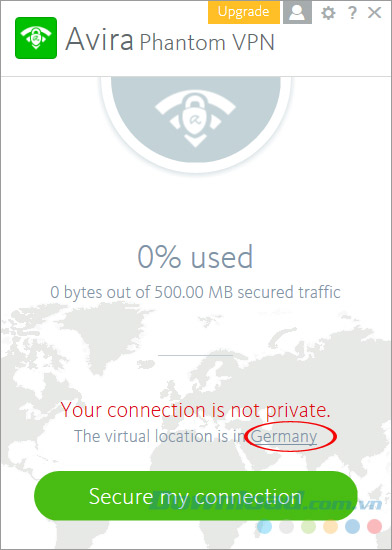 Upgrade
?
Avira Phantom VPN
0% used
0 bytes out of 500.00 MB secured traffic
Your connection is not private.
The virtual location is in Germany
Secure my connection
Download.com.vn